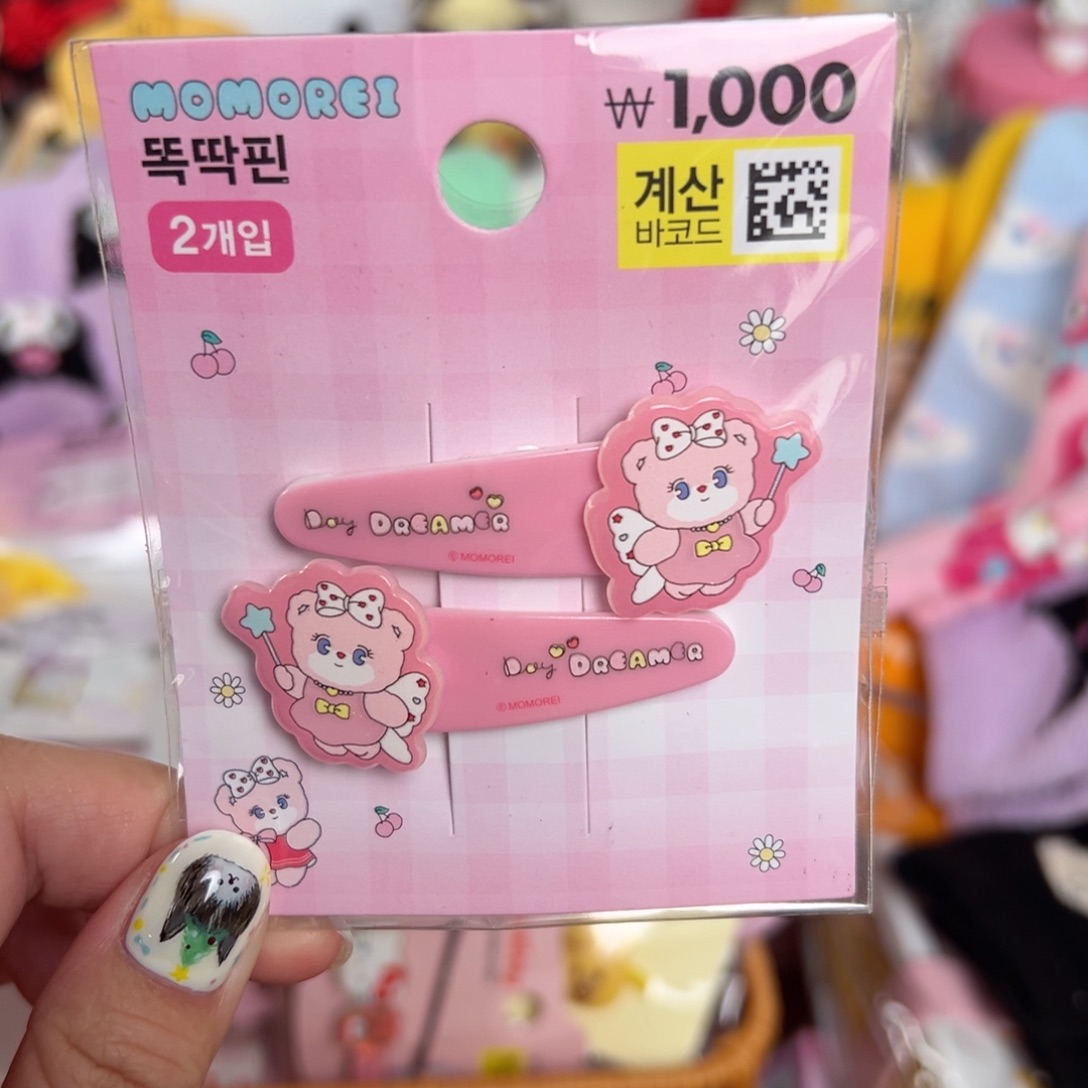 MOMOREI
똑딱핀
2개입
₩1,000
계산
바코드
Day DREAMER
© MOMOREI
Day DREAMER
© MOMOREI